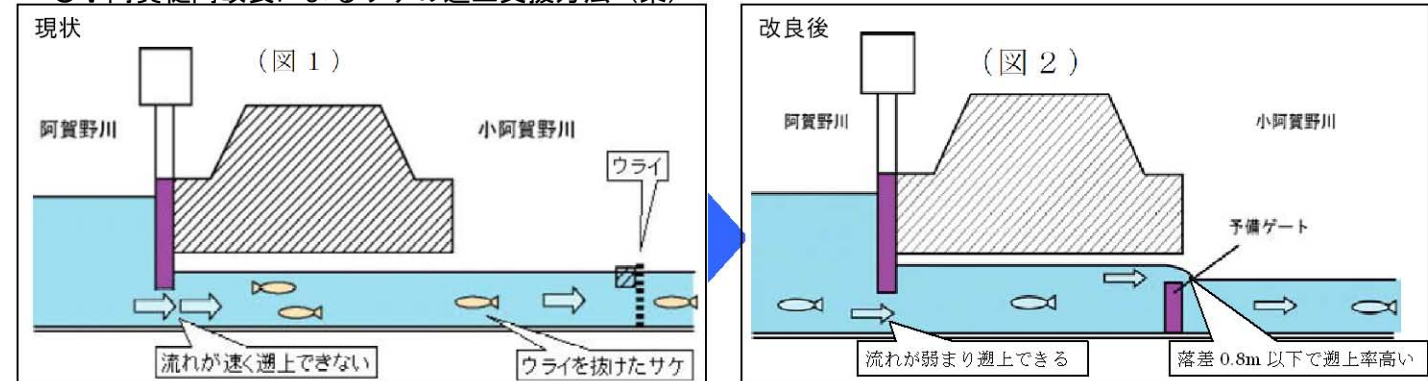 現状
(図 1)
阿賀野川
小阿賀野川
ウライ
流れが速く遡上できない
ウライを抜けたサケ
改良後
(図 2)
阿賀野川
小阿賀野川
予備ゲート
流れが弱まり遡上できる
落差 0.8m 以下で遡上率高い